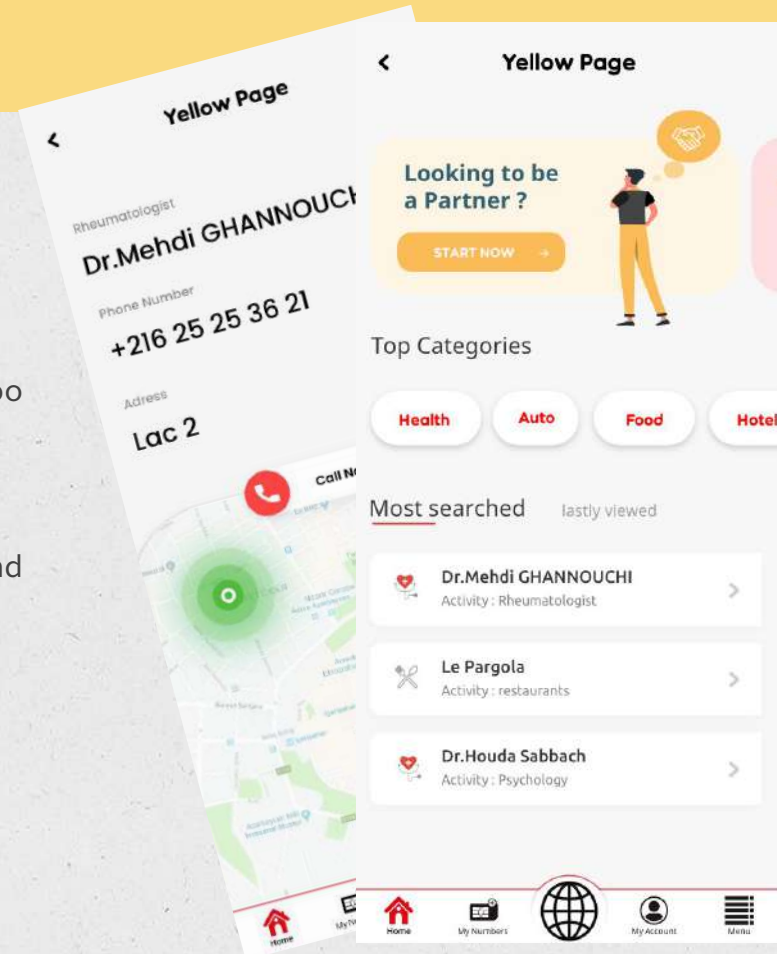 Yellow Page
Rheumatologist
Dr.Mehdi GHANNOUCH
Phone Number
+216 25 25 36 21
Adress
Lac 2
Call
Home
Yellow Page
Looking to be
a Partner ?
START NOW →
Top Categories
Health
Auto
Food
Hotel
Most searched
lastly viewed
Dr.Mehdi GHANNOUCHI
Activity : Rheumatologist
Le Pargola
Activity : restaurants
Dr.Houda Sabbach
Activity : Psychology
Home
My Numbers
My Account
Menu